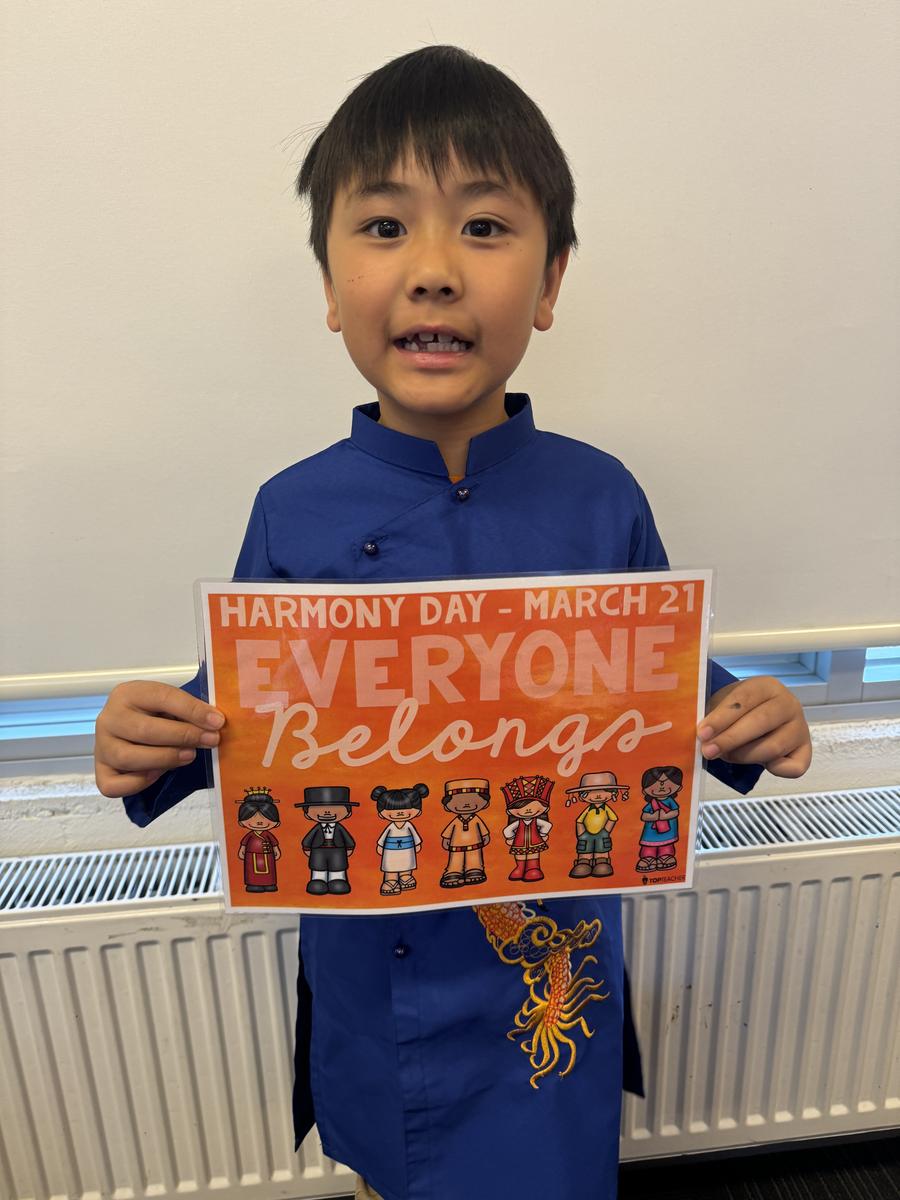 HARMONY DAY - MARCH 21
EVERYONE
Belongs
TOPTEACHER